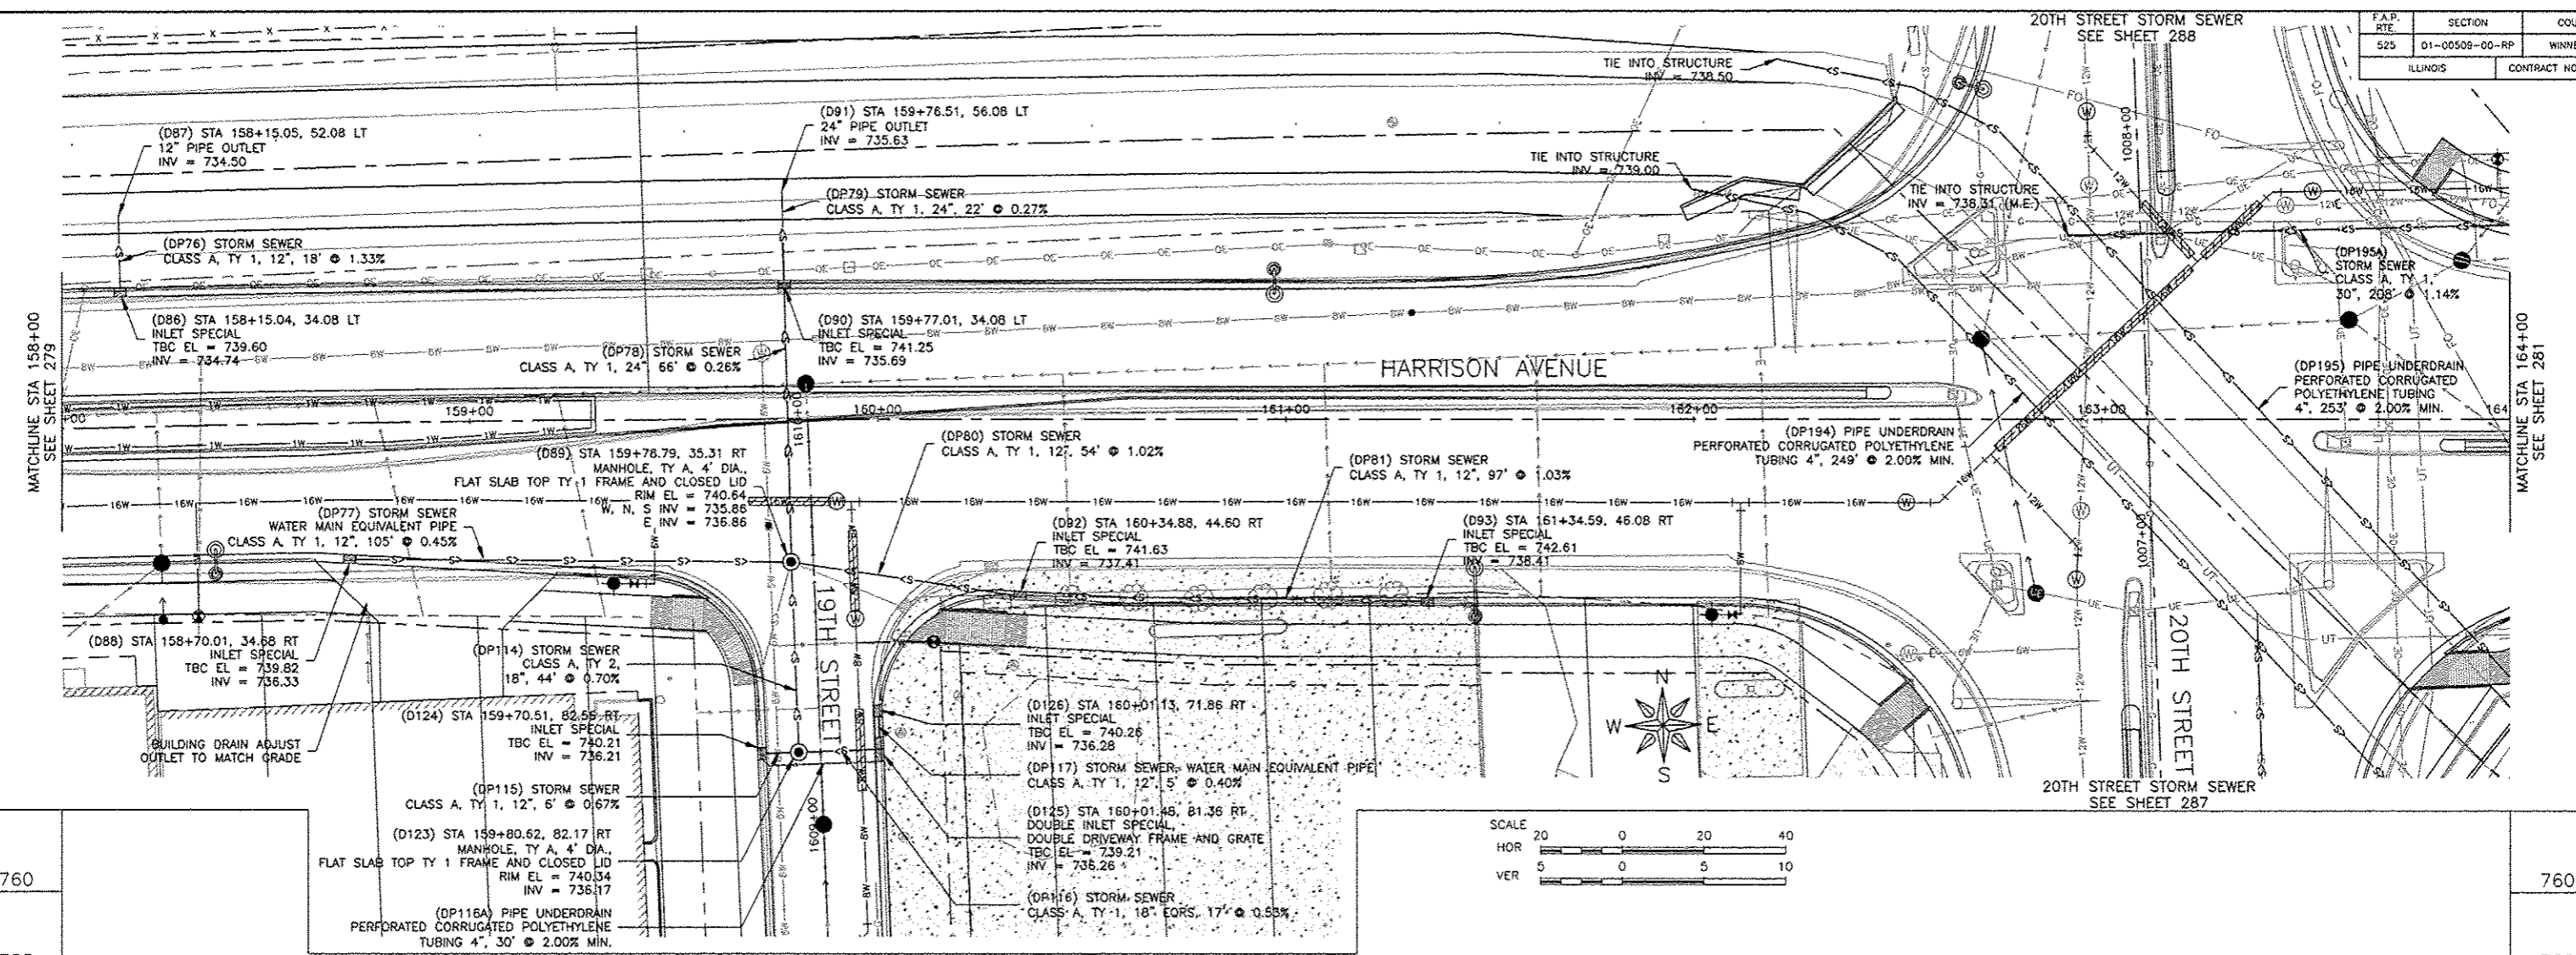 20TH STREET STORM SEWER
SEE SHEET 288
F.A.P. RTE. SECTION
525 D1-00509-00-RP
ILLINOIS CONTRACT
TIE INTO STRUCTURE
INV = 738.50
(D87) STA 158+15.05, 52.08 LT
12" PIPE OUTLET
INV = 734.50
(D91) STA 159+76.51, 56.08 LT
24" PIPE OUTLET
INV = 735.63
TIE INTO STRUCTURE
INV = 739.00
(DP79) STORM SEWER
CLASS A, TY 1, 24", 22' @ 0.27%
TIE INTO STRUCTURE
INV = 738.31 (M.E.)
1008+00
(DP76) STORM SEWER
CLASS A, TY 1, 12", 18' @ 1.33%
(DP195A)
STORM SEWER
CLASS A, TY 1,
30", 208' @ 1.14%
(D86) STA 158+15.04, 34.08 LT
INLET SPECIAL
TBC EL = 739.60
INV = 734.74
(D90) STA 159+77.01, 34.08 LT
INLET SPECIAL
TBC EL = 741.25
INV = 735.69
(DP78) STORM SEWER
CLASS A, TY 1, 24" 66' @ 0.26%
HARRISON AVENUE
MATCHLINE STA 158+00
SEE SHEET 279
MATCHLINE STA 164+00
SEE SHEET 281
(DP195) PIPE UNDERDRAIN
PERFORATED CORRUGATED
POLYETHYLENE TUBING
4", 253' @ 2.00% MIN.
+00 159+00 160+00 161+00 162+00 163+00 164
1610+00
(DP194) PIPE UNDERDRAIN
PERFORATED CORRUGATED POLYETHYLENE
TUBING 4", 249' @ 2.00% MIN.
(DP80) STORM SEWER
CLASS A, TY 1, 12", 54' @ 1.02%
(D89) STA 159+78.79, 35.31 RT
MANHOLE, TY A, 4' DIA.,
FLAT SLAB TOP TY 1 FRAME AND CLOSED LID
RIM EL = 740.64
W, N, S INV = 735.86
E INV = 736.86
(DP81) STORM SEWER
CLASS A, TY 1, 12", 97' @ 1.03%
(DP77) STORM SEWER
WATER MAIN EQUIVALENT PIPE
CLASS A, TY 1, 12", 105' @ 0.45%
(D92) STA 160+34.88, 44.60 RT
INLET SPECIAL
TBC EL = 741.63
INV = 737.41
(D93) STA 161+34.59, 46.08 RT
INLET SPECIAL
TBC EL = 742.61
INV = 738.41
1007+00
19TH STREET
20TH STREET
(D88) STA 158+70.01, 34.68 RT
INLET SPECIAL
TBC EL = 739.82
INV = 736.33
(DP114) STORM SEWER
CLASS A, TY 2,
18", 44' @ 0.70%
(D124) STA 159+70.51, 82.55 RT
INLET SPECIAL
TBC EL = 740.21
INV = 736.21
(D126) STA 160+01.13, 71.86 RT
INLET SPECIAL
TBC EL = 740.26
INV = 736.28
BUILDING DRAIN ADJUST
OUTLET TO MATCH GRADE
N
W E
S
(DP117) STORM SEWER, WATER MAIN EQUIVALENT PIPE
CLASS A, TY 1, 12", 5' @ 0.40%
(DP115) STORM SEWER
CLASS A, TY 1, 12", 6' @ 0.67%
20TH STREET STORM SEWER
SEE SHEET 287
(D125) STA 160+01.48, 81.36 RT
DOUBLE INLET SPECIAL,
DOUBLE DRIVEWAY FRAME AND GRATE
TBC EL = 739.21
INV = 736.26
1609+00
(D123) STA 159+80.62, 82.17 RT
MANHOLE, TY A, 4' DIA.,
FLAT SLAB TOP TY 1 FRAME AND CLOSED LID
RIM EL = 740.34
INV = 736.17
SCALE
HOR 20 0 20 40
VER 5 0 5 10
(DP116) STORM SEWER
CLASS A, TY 1, 18" EQRS, 17' @ 0.53%
(DP116A) PIPE UNDERDRAIN
PERFORATED CORRUGATED POLYETHYLENE
TUBING 4", 30' @ 2.00% MIN.
760 760